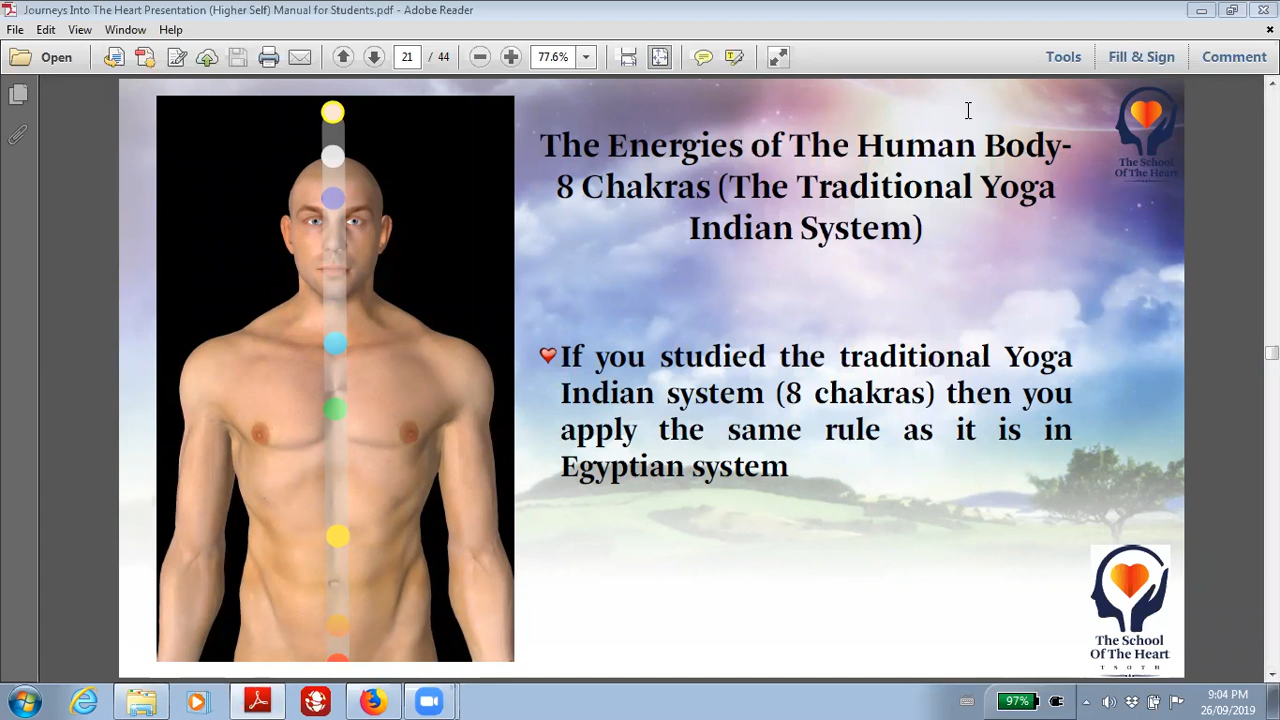 Journeys Into The Heart Presentation (Higher Self) Manual for Students.pdf - Adobe Reader
File Edit View Window Help
Open 21 / 44 77.6% Tools Fill & Sign Comment
The Energies of The Human Body-
8 Chakras (The Traditional Yoga
Indian System)
The School
Of The Heart
If you studied the traditional Yoga
Indian system (8 chakras) then you
apply the same rule as it is in
Egyptian system
The School
Of The Heart
T S O T H
97%
9:04 PM
26/09/2019